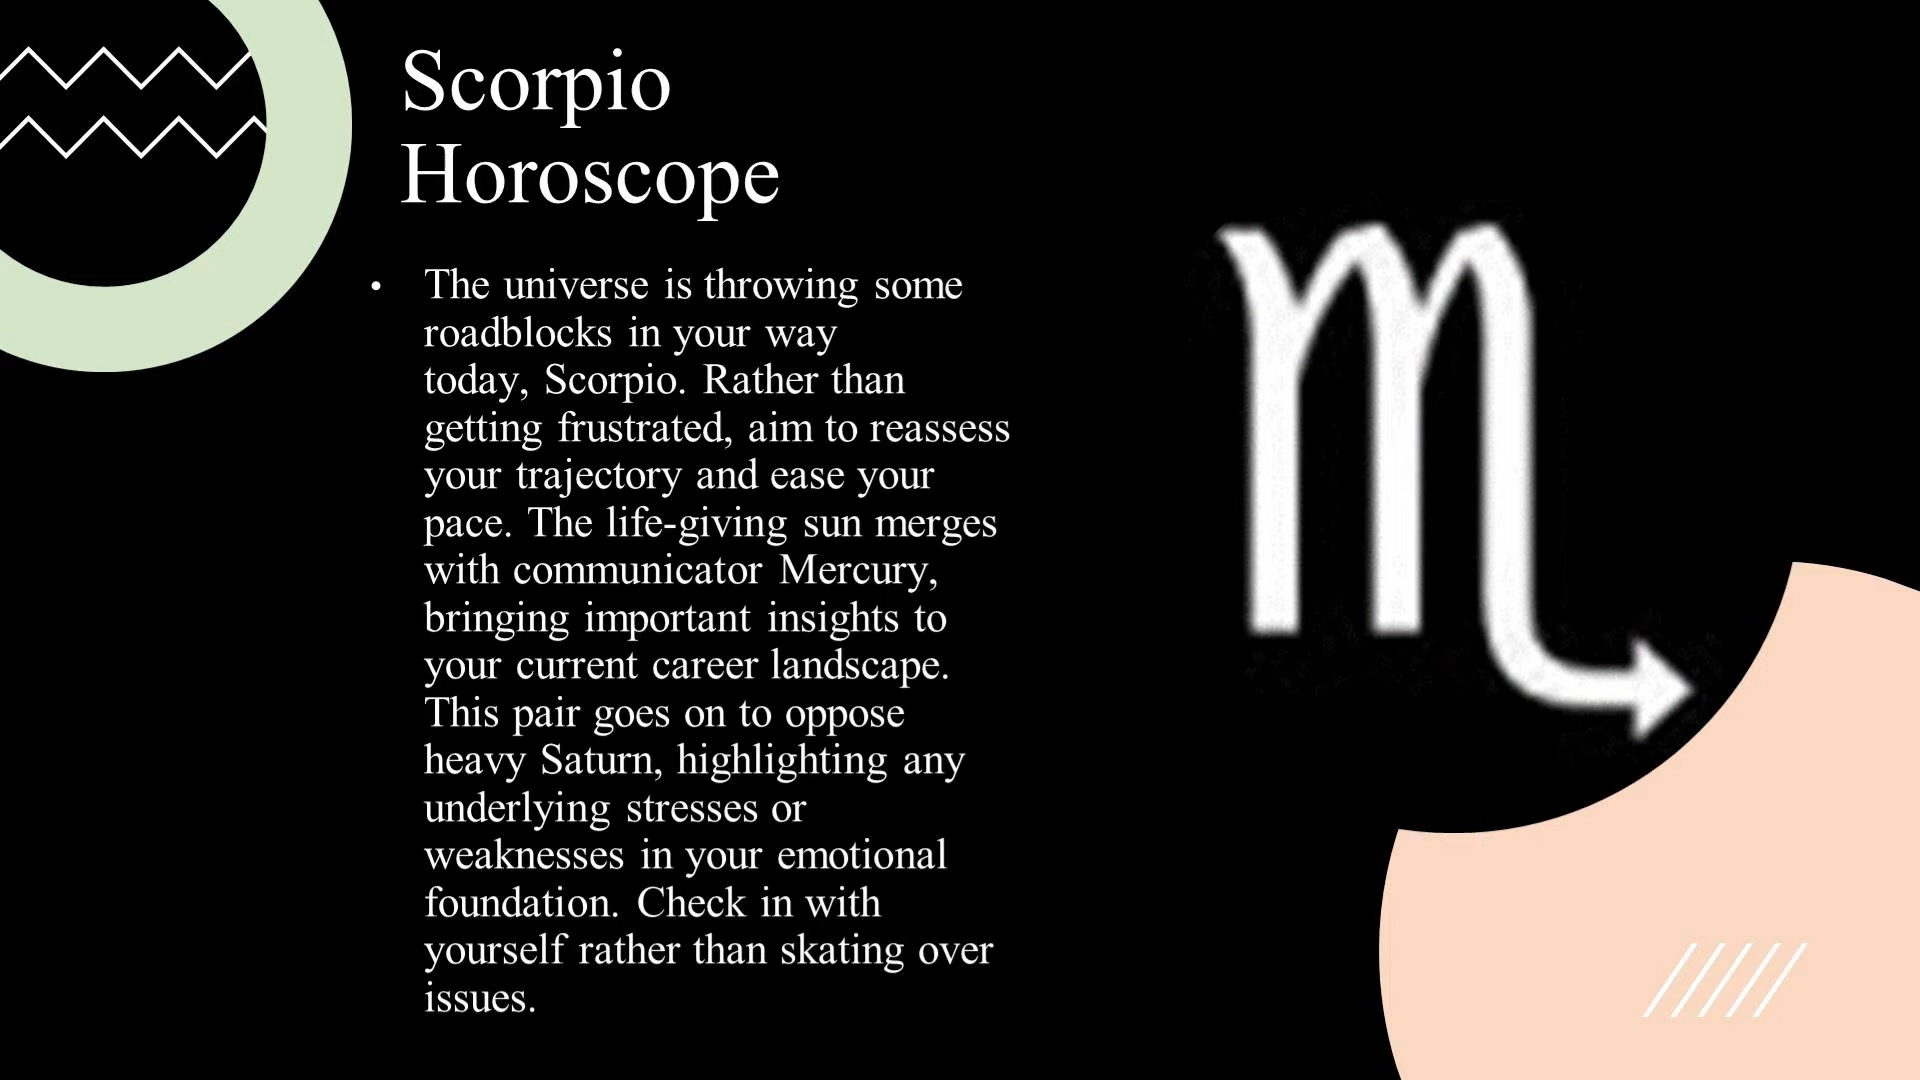 Scorpio
Horoscope
• The universe is throwing some
roadblocks in your way
today, Scorpio. Rather than
getting frustrated, aim to reassess
your trajectory and ease your
pace. The life-giving sun merges
with communicator Mercury,
bringing important insights to
your current career landscape.
This pair goes on to oppose
heavy Saturn, highlighting any
underlying stresses or
weaknesses in your emotional
foundation. Check in with
yourself rather than skating over
issues.